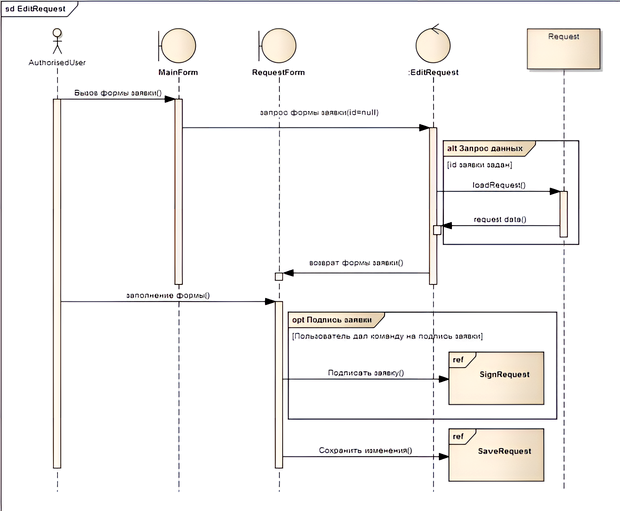 sd EditRequest
AuthorisedUser
MainForm
RequestForm
:EditRequest
Request
Вызов формы заявки()
запрос формы заявки(id=null)
alt Запрос данных
[id заявки задан]
loadRequest()
request data()
возврат формы заявки()
заполнение формы()
opt Подпись заявки
[Пользователь дал команду на подпись заявки]
ref
SignRequest
Подписать заявку()
ref
SaveRequest
Сохранить изменения()